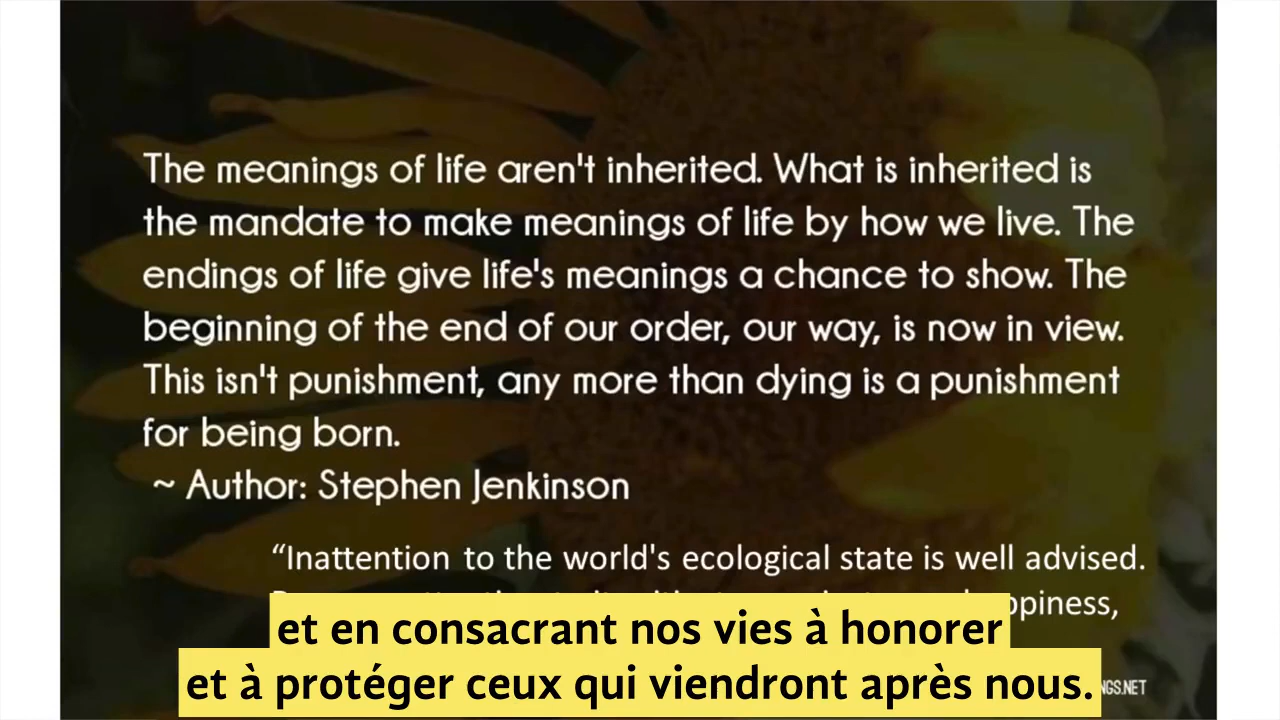 The meanings of life aren't inherited. What is inherited is
the mandate to make meanings of life by how we live. The
endings of life give life's meanings a chance to show. The
beginning of the end of our order, our way, is now in view.
This isn't punishment, any more than dying is a punishment
for being born.
~ Author: Stephen Jenkinson
“Inattention to the world's ecological state is well advised.
et en consacrant nos vies à honorer
et à protéger ceux qui viendront après nous.